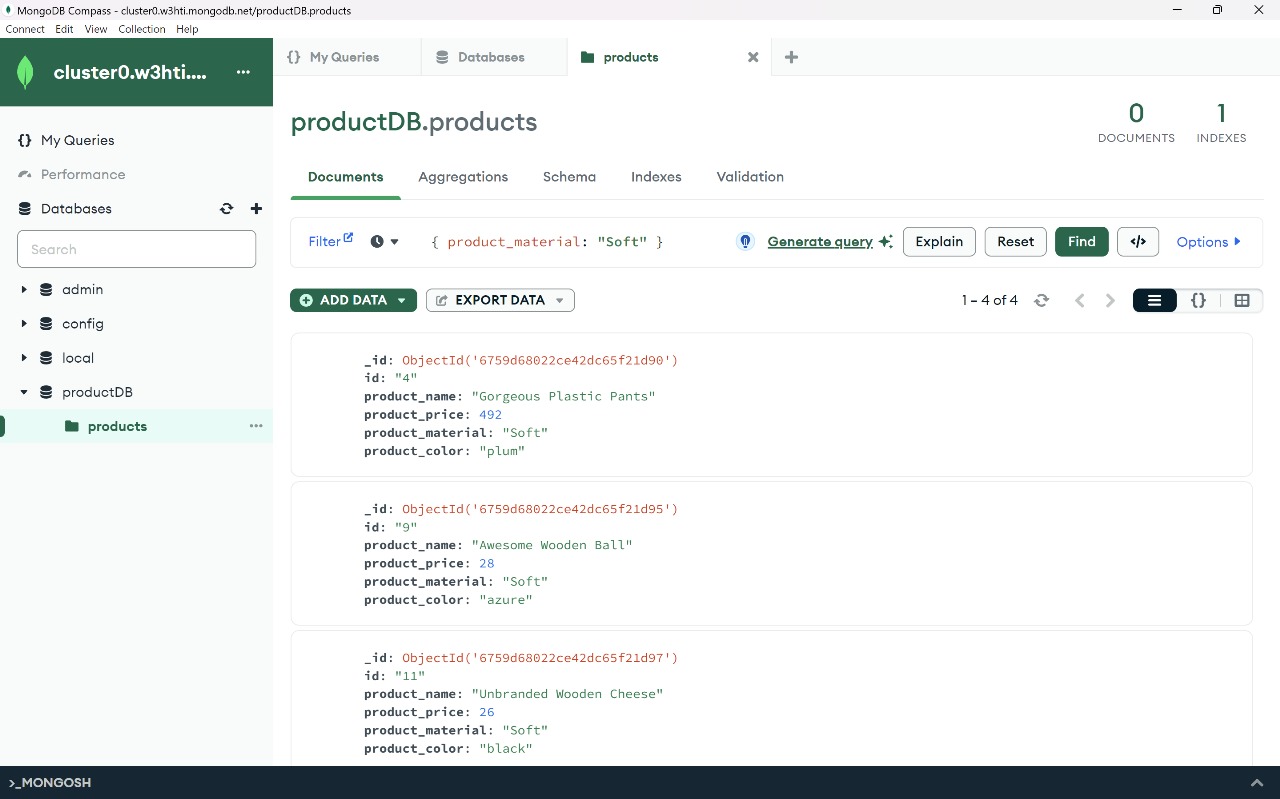 MongoDB Compass - cluster0.w3hti.mongodb.net/productDB.products
Connect Edit View Collection Help
cluster0.w3hti....
My Queries
Performance
Databases
Search
admin
config
local
productDB
products
My Queries
Databases
products
productDB.products
0 DOCUMENTS
1 INDEXES
Documents Aggregations Schema Indexes Validation
Filter
{ product_material: "Soft" }
Generate query
Explain
Reset
Find
</>
Options
ADD DATA
EXPORT DATA
1 – 4 of 4
{}
_id: ObjectId('6759d68022ce42dc65f21d90')
id: "4"
product_name: "Gorgeous Plastic Pants"
product_price: 492
product_material: "Soft"
product_color: "plum"
_id: ObjectId('6759d68022ce42dc65f21d95')
id: "9"
product_name: "Awesome Wooden Ball"
product_price: 28
product_material: "Soft"
product_color: "azure"
_id: ObjectId('6759d68022ce42dc65f21d97')
id: "11"
product_name: "Unbranded Wooden Cheese"
product_price: 26
product_material: "Soft"
product_color: "black"
>_MONGOSH